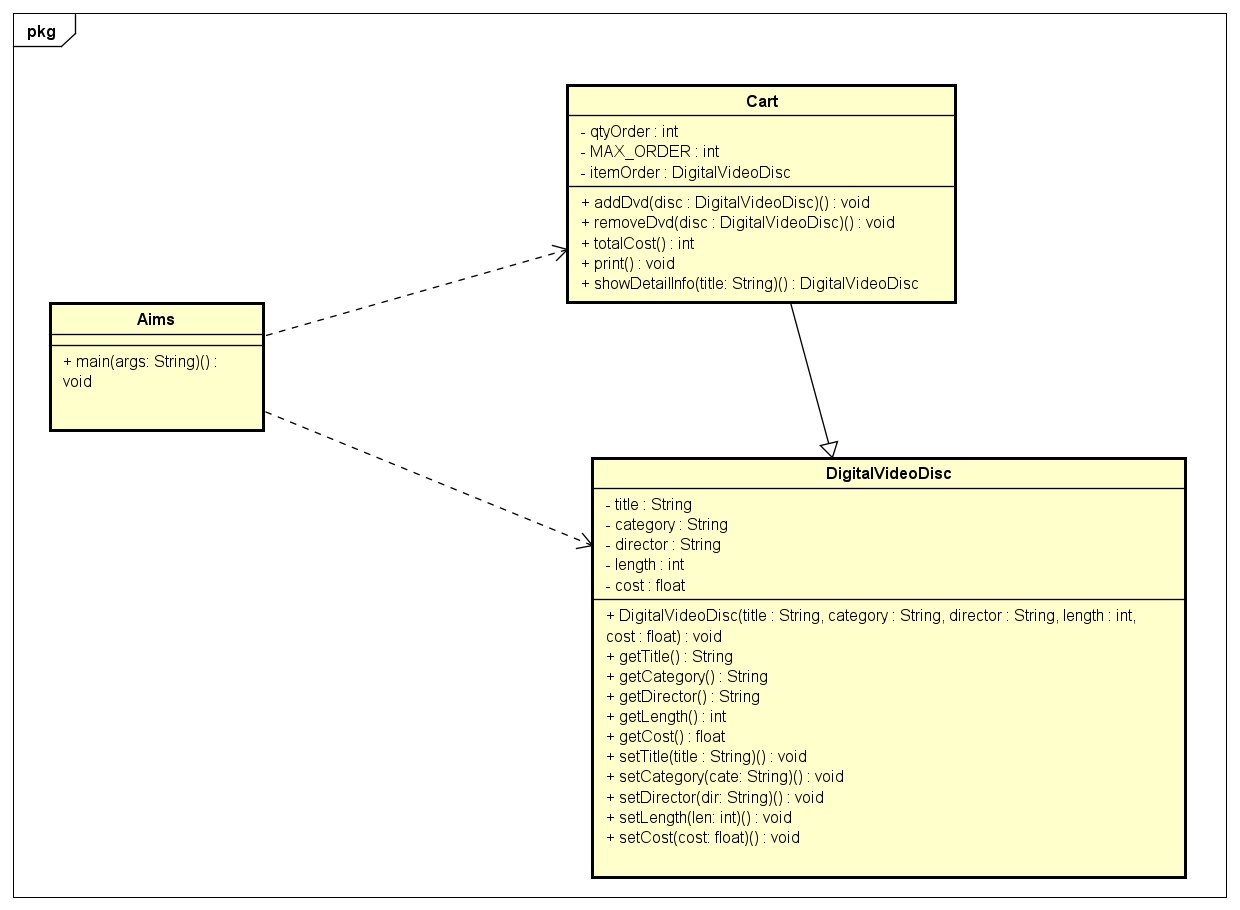 pkg
Cart
- qtyOrder : int
- MAX_ORDER : int
- itemOrder : DigitalVideoDisc
+ addDvd(disc : DigitalVideoDisc)() : void
+ removeDvd(disc : DigitalVideoDisc)() : void
+ totalCost() : int
+ print() : void
+ showDetailInfo(title: String)() : DigitalVideoDisc
Aims
+ main(args: String)() :
void
DigitalVideoDisc
- title : String
- category : String
- director : String
- length : int
- cost : float
+ DigitalVideoDisc(title : String, category : String, director : String, length : int,
cost : float) : void
+ getTitle() : String
+ getCategory() : String
+ getDirector() : String
+ getLength() : int
+ getCost() : float
+ setTitle(title : String)() : void
+ setCategory(cate: String)() : void
+ setDirector(dir: String)() : void
+ setLength(len: int)() : void
+ setCost(cost: float)() : void